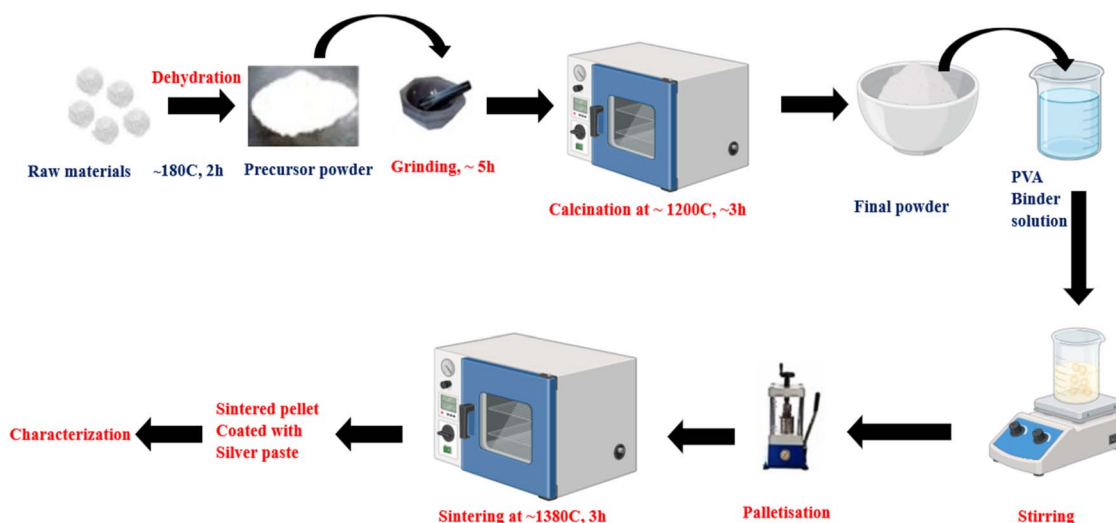 Dehydration
Raw materials
~180C, 2h
Precursor powder
Grinding, ~ 5h
Calcination at ~ 1200C, ~3h
Final powder
PVA
Binder
solution
Stirring
Palletisation
Sintering at ~1380C, 3h
Sintered pellet
Coated with
Silver paste
Characterization